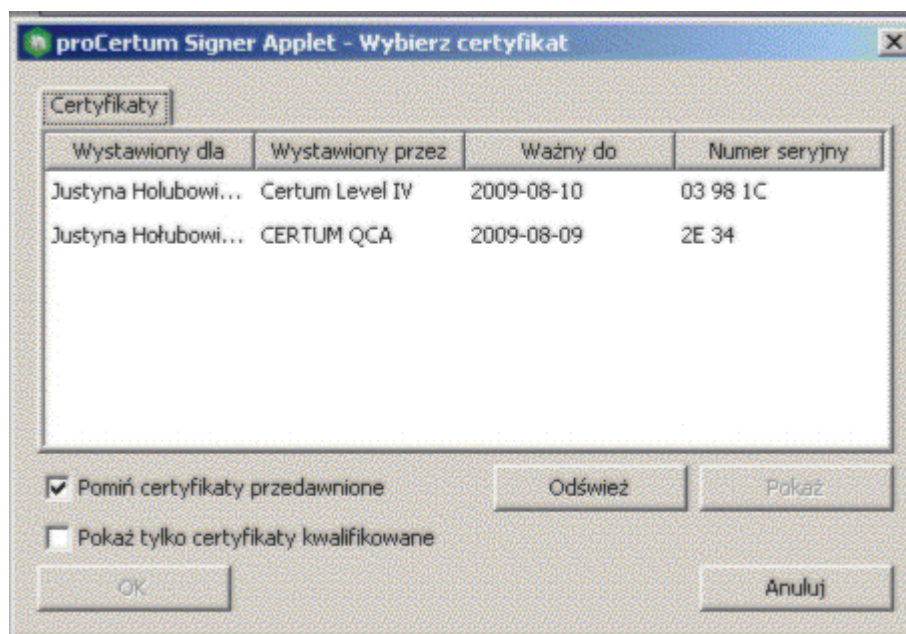 proCertum Signer Applet - Wybierz certyfikat
Certyfikaty
Wystawiony dla Wystawiony przez Ważny do Numer seryjny
Justyna Holubowi... Certum Level IV 2009-08-10 03 98 1C
Justyna Hołubowi... CERTUM QCA 2009-08-09 2E 34
Pomiń certyfikaty przedawnione Odśwież Pokaż
Pokaż tylko certyfikaty kwalifikowane
OK Anuluj